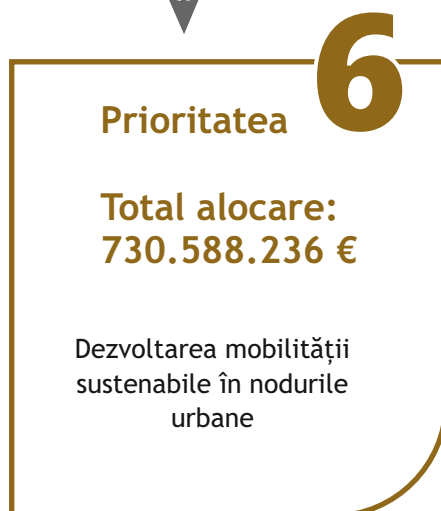 Prioritatea 6
Total alocare:
730.588.236 €
Dezvoltarea mobilității
sustenabile în nodurile
urbane